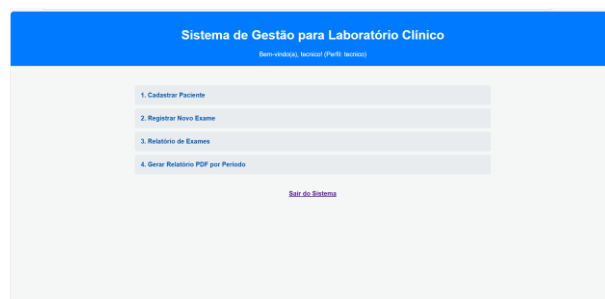 Sistema de Gestão para Laboratório Clínico
Bem-vindo(a), tecnico! (Perfil: tecnico)
1. Cadastrar Paciente
2. Registrar Novo Exame
3. Relatório de Exames
4. Gerar Relatório PDF por Período
Sair do Sistema